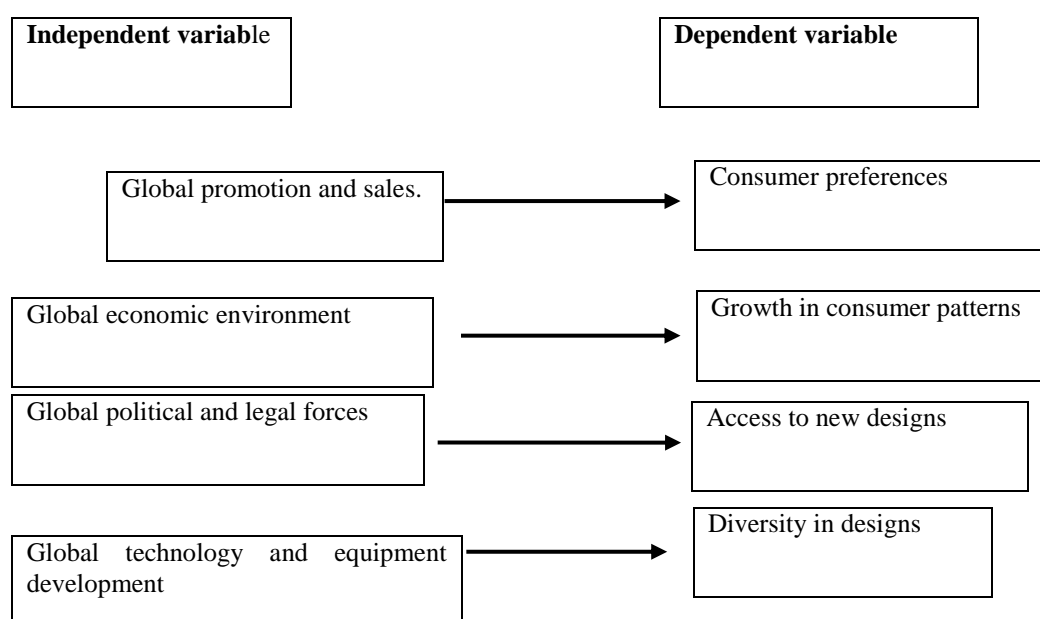 Independent variable
Dependent variable
Global promotion and sales.
Consumer preferences
Global economic environment
Growth in consumer patterns
Global political and legal forces
Access to new designs
Global technology and equipment
development
Diversity in designs